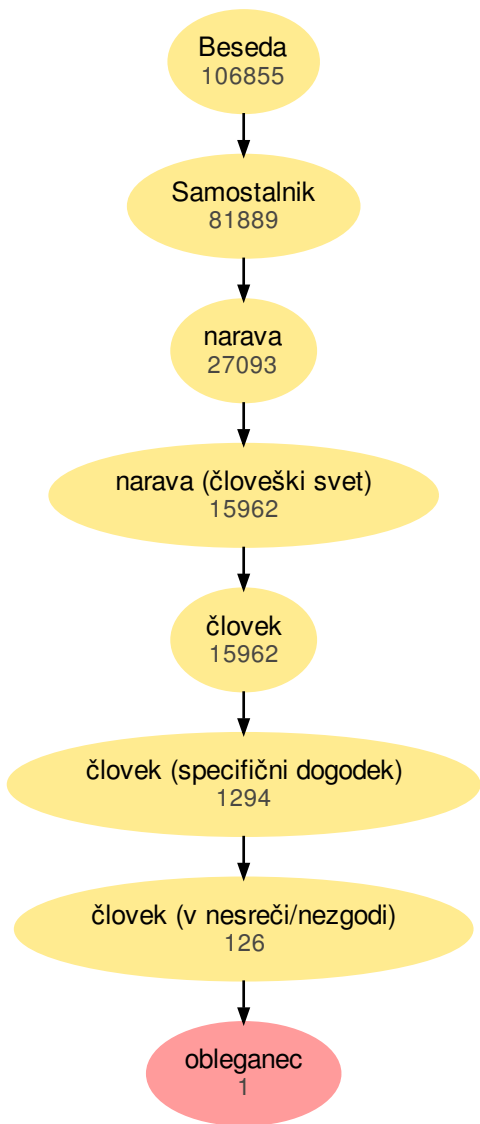 Beseda
106855
Samostalnik
81889
narava
27093
narava (človeški svet)
15962
človek
15962
človek (specifični dogodek)
1294
človek (v nesreči/nezgodi)
126
obleganec
1